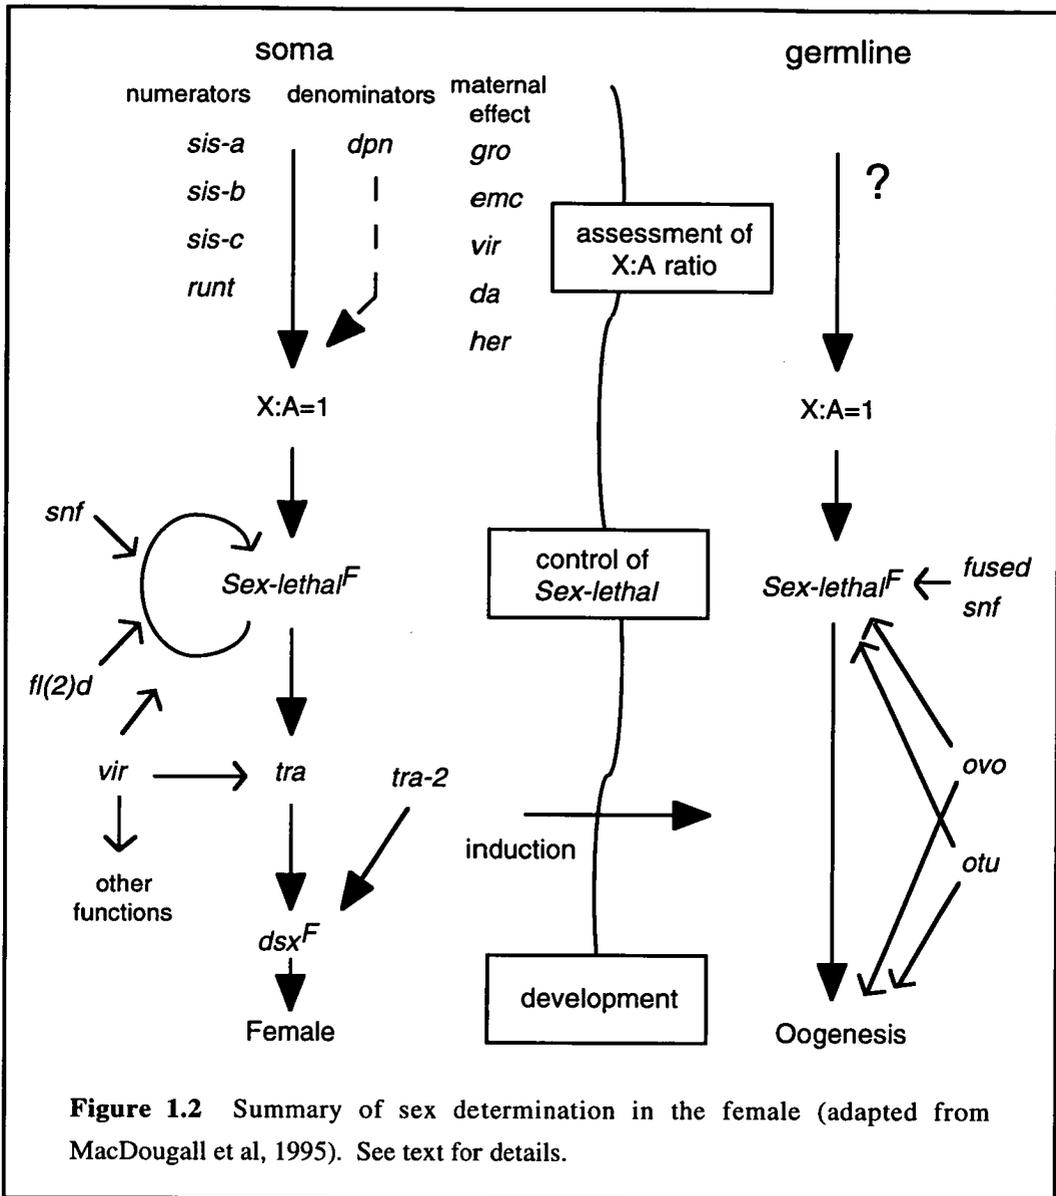 soma
germline
numerators
denominators
maternal
effect
sis-a
sis-b
sis-c
runt
dpn
gro
emc
vir
da
her
assessment of
X:A ratio
?
X:A=1
X:A=1
snf
Sex-lethalF
fl(2)d
control of
Sex-lethal
Sex-lethalF
fused
snf
vir
tra
tra-2
other
functions
induction
ovo
otu
dsxF
Female
development
Oogenesis
Figure 1.2 Summary of sex determination in the female (adapted from
MacDougall et al, 1995). See text for details.